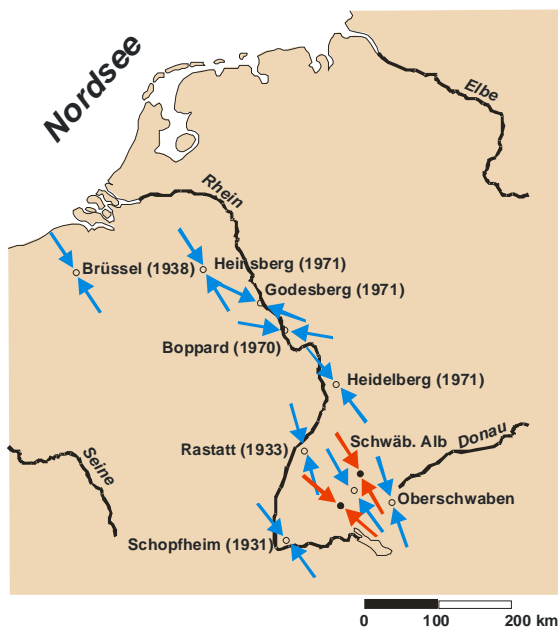 Nordsee
Elbe
Rhein
Brüssel (1938)
Heinsberg (1971)
Godesberg (1971)
Boppard (1970)
Heidelberg (1971)
Rastatt (1933)
Schwäb. Alb
Donau
Seine
Oberschwaben
Schopfheim (1931)
0 100 200 km